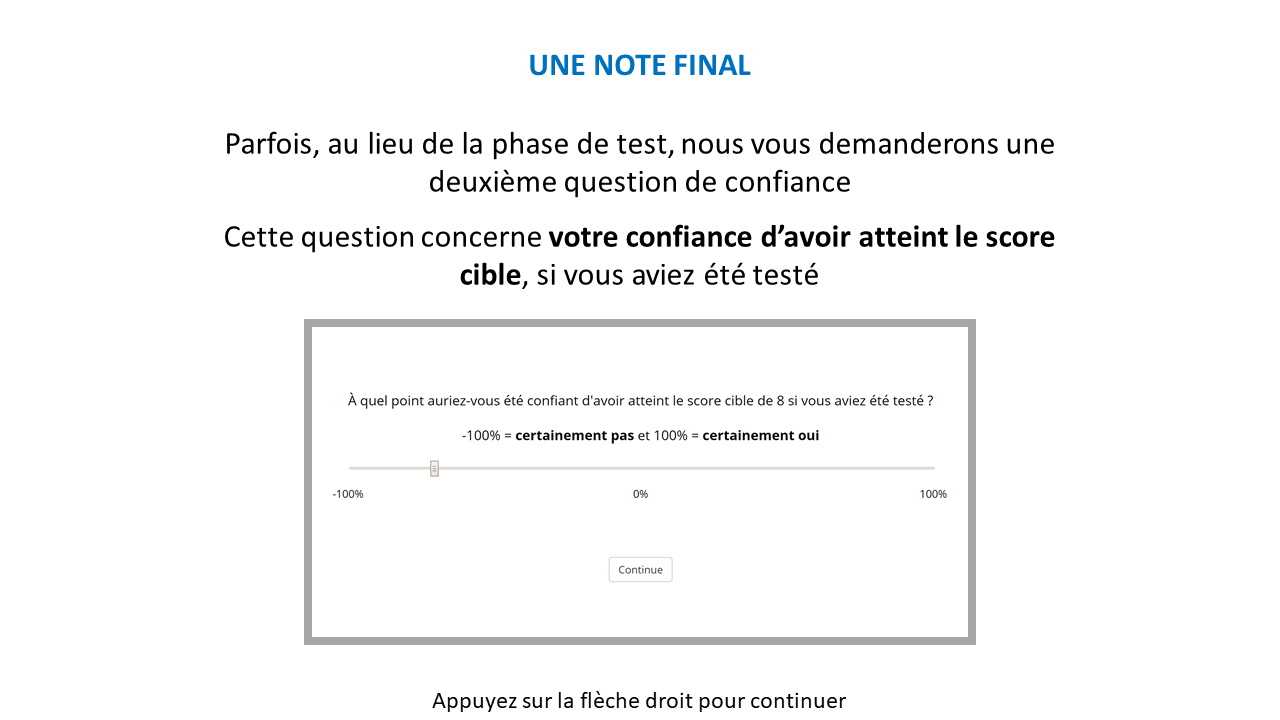 UNE NOTE FINAL
Parfois, au lieu de la phase de test, nous vous demanderons une
deuxième question de confiance
Cette question concerne votre confiance d’avoir atteint le score
cible, si vous aviez été testé
À quel point auriez-vous été confiant d'avoir atteint le score cible de 8 si vous aviez été testé ?
-100% = certainement pas et 100% = certainement oui
-100% 0% 100%
Continue
Appuyez sur la flèche droit pour continuer